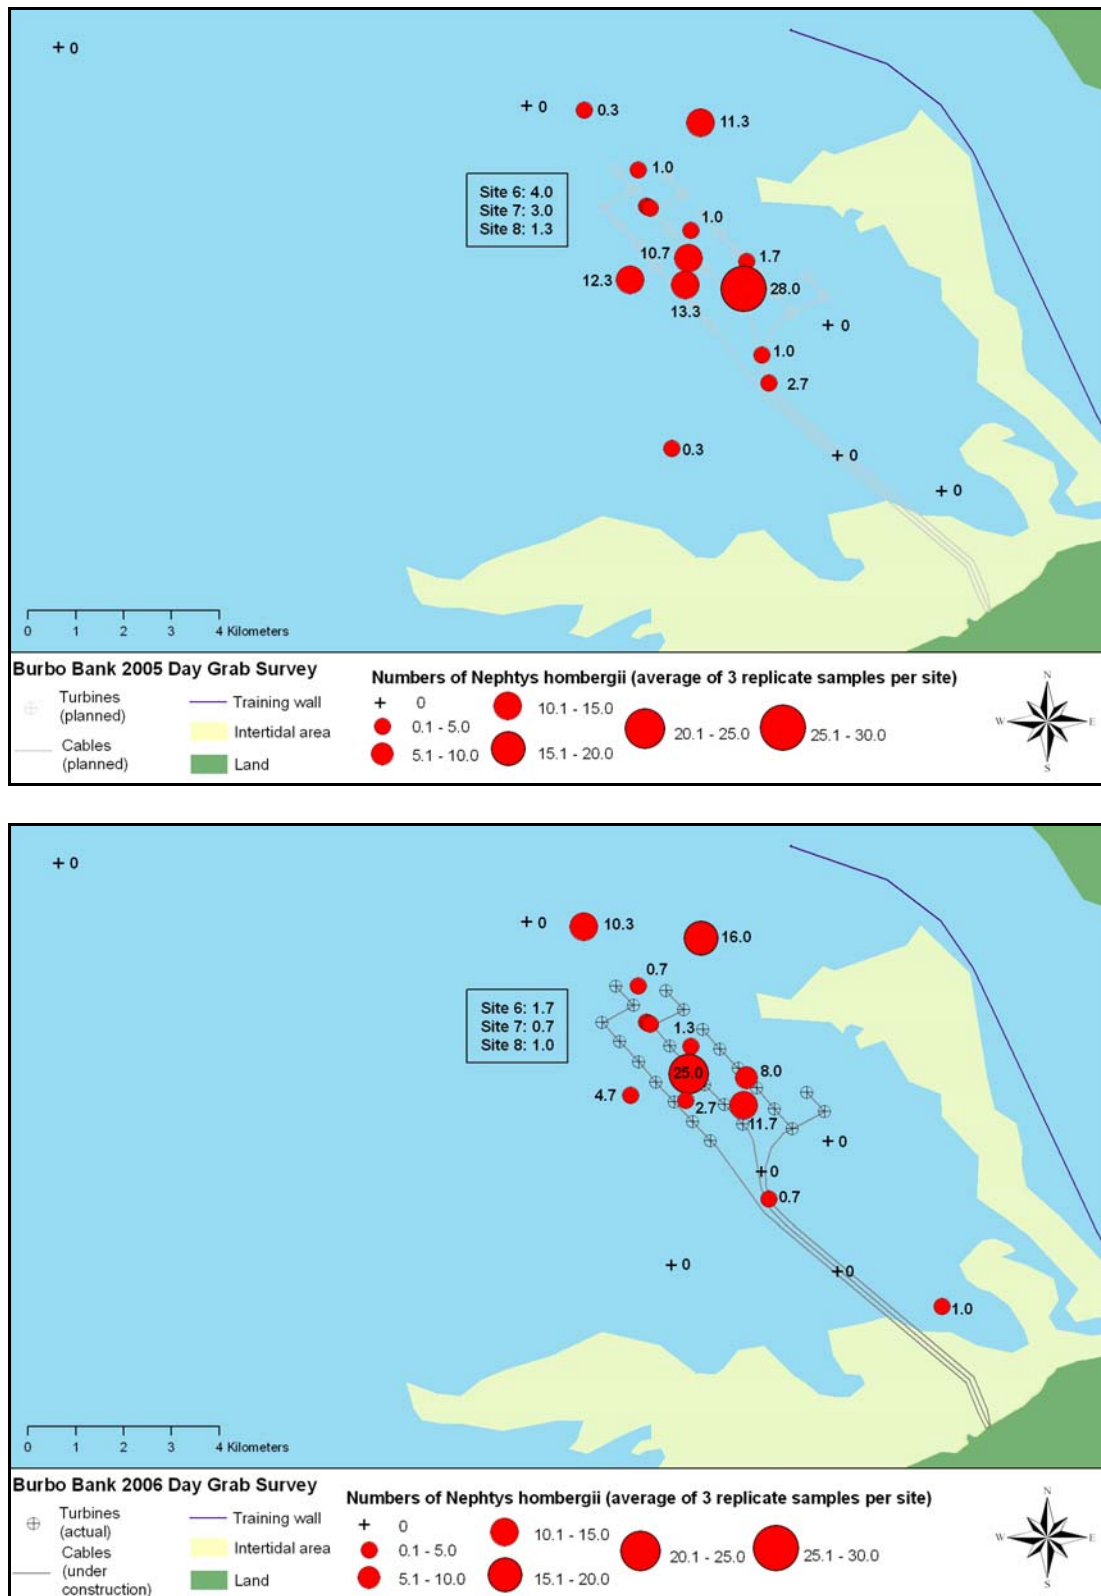 0
0
0.3
11.3
1.0
Site 6: 4.0
Site 7: 3.0
Site 8: 1.3
1.0
10.7
1.7
12.3
28.0
13.3
0
1.0
2.7
0.3
0
0
0 1 2 3 4 Kilometers
Burbo Bank 2005 Day Grab Survey
Turbines
(planned)
Cables
(planned)
Training wall
Intertidal area
Land
Numbers of Nephtys hombergii (average of 3 replicate samples per site)
0
0.1 - 5.0
5.1 - 10.0
10.1 - 15.0
15.1 - 20.0
20.1 - 25.0
25.1 - 30.0
N
W E
S
0
0
10.3
16.0
0.7
Site 6: 1.7
Site 7: 0.7
Site 8: 1.0
1.3
25.0
8.0
4.7
2.7
11.7
0
0
0.7
0
0
1.0
0 1 2 3 4 Kilometers
Burbo Bank 2006 Day Grab Survey
Turbines
(actual)
Cables
(under
construction)
Training wall
Intertidal area
Land
Numbers of Nephtys hombergii (average of 3 replicate samples per site)
0
0.1 - 5.0
5.1 - 10.0
10.1 - 15.0
15.1 - 20.0
20.1 - 25.0
25.1 - 30.0
N
W E
S